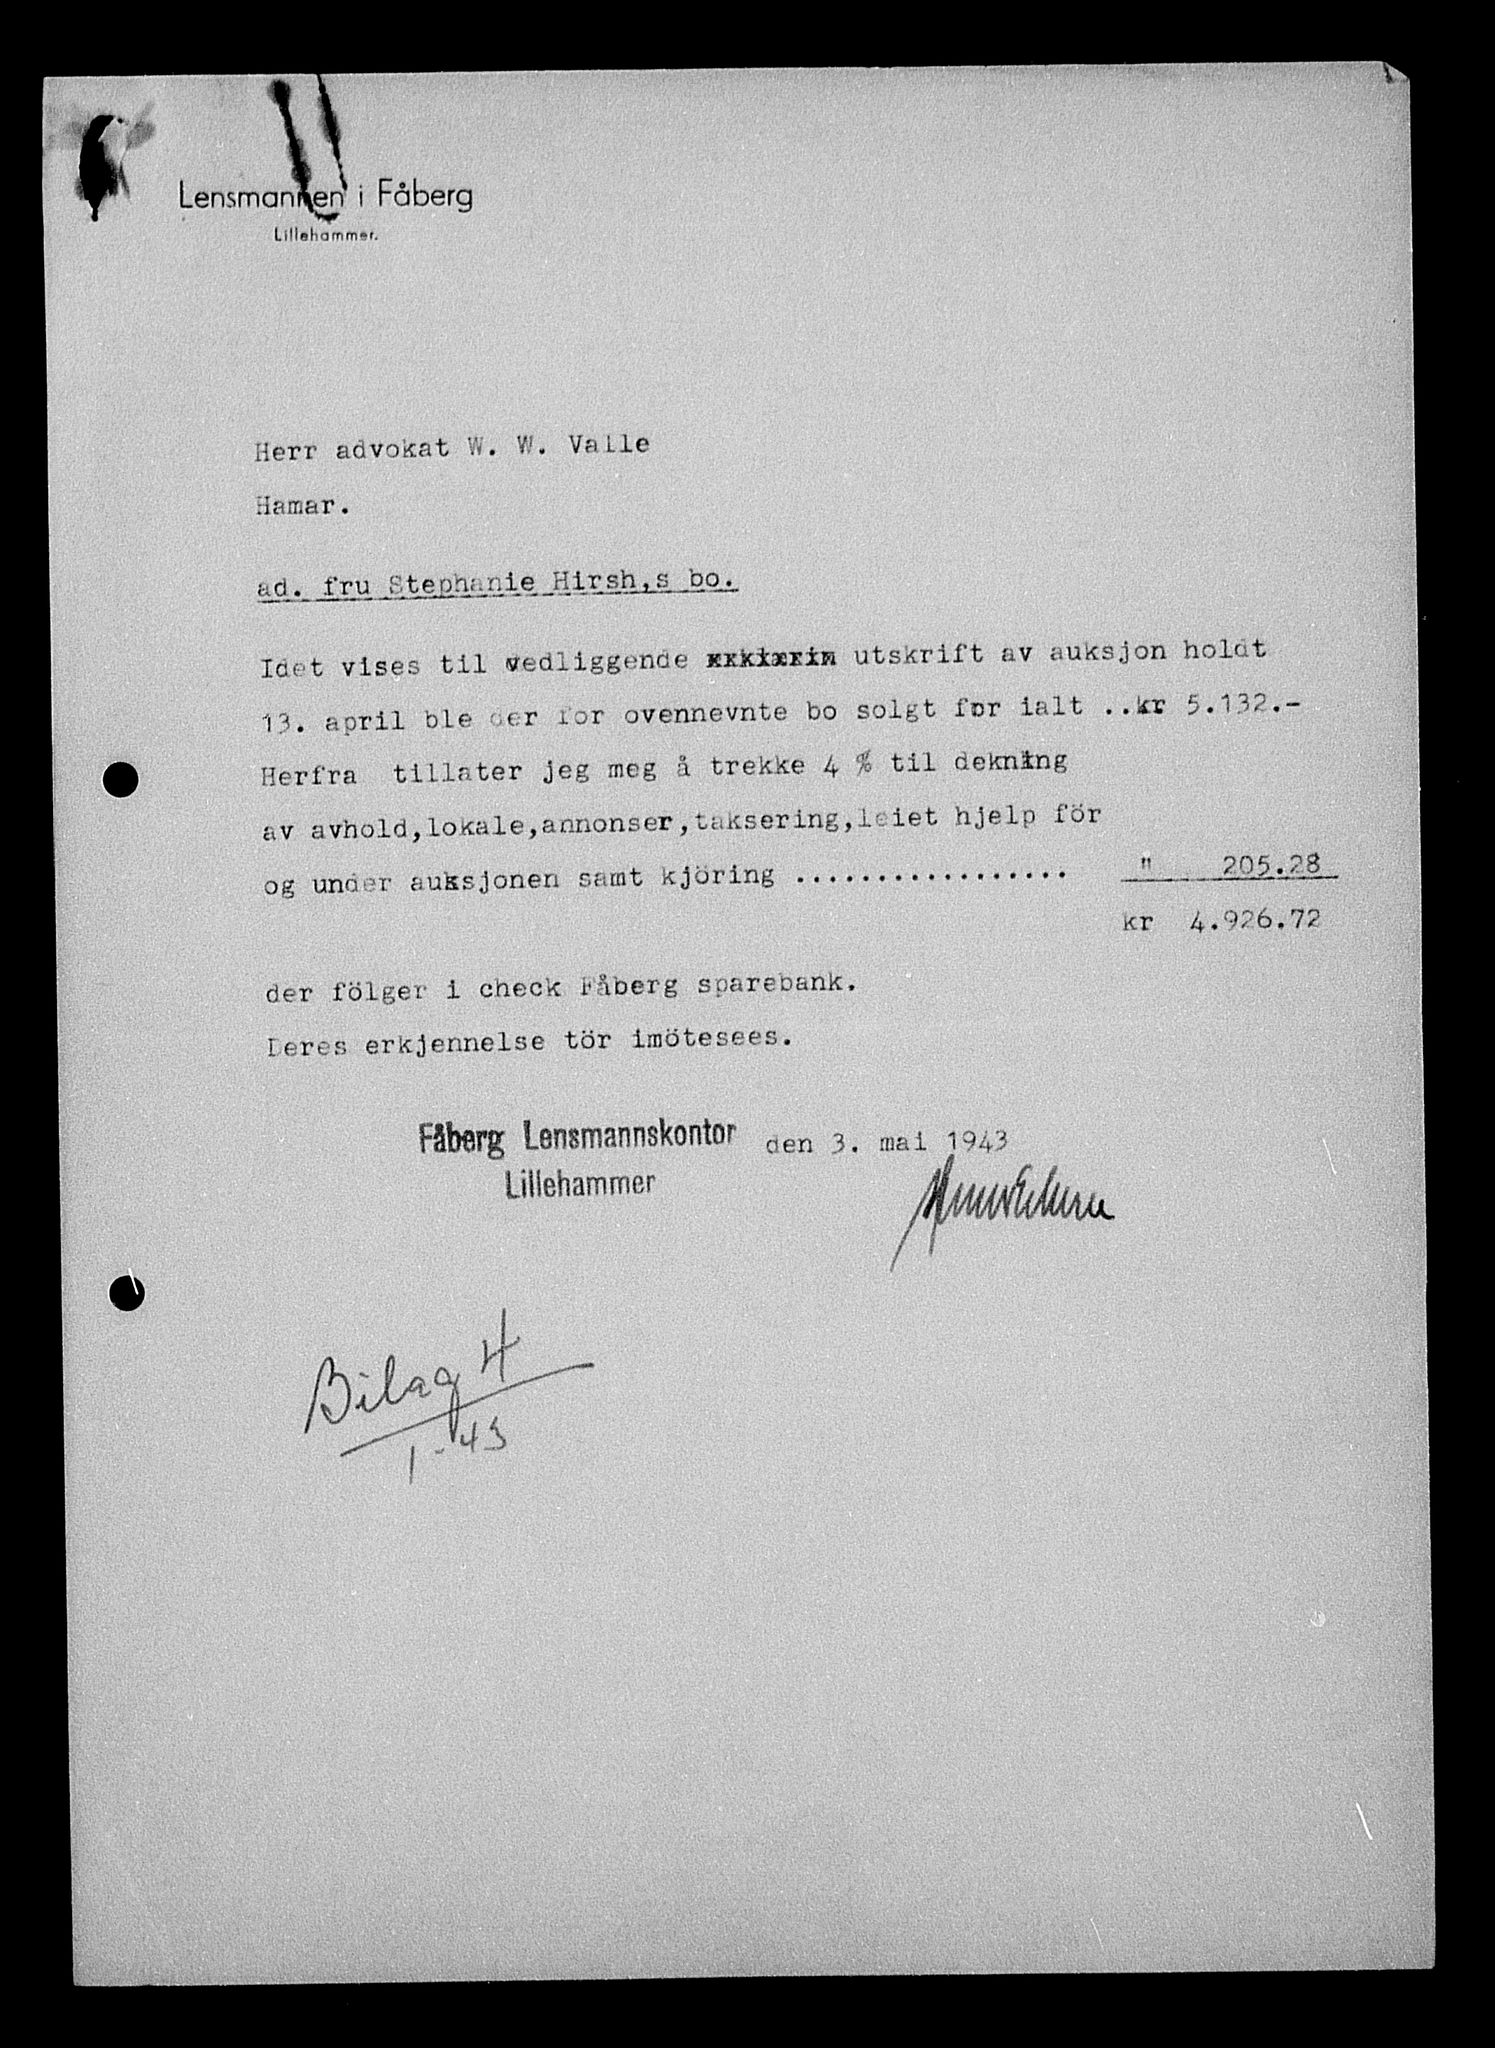 Lensmannen i Fåberg
Lillehammer.
Herr advokat W. W. Valle
Hamar.
ad. fru Stephanie Hirsh,s bo.
Idet vises til vedliggende utskrift av auksjon holdt
13. april ble der for ovennevnte bo solgt for ialt ..kr 5.132.-
Herfra tillater jeg meg å trekke 4 % til dekning
av avhold,lokale,annonser,taksering,leiet hjelp för
og under auksjonen samt kjöring ................. " 205.28
kr 4.926.72
der fölger i check Fåberg sparebank.
Deres erkjennelse tör imötesees.
Fåberg Lensmannskontor den 3. mai 1943
Lillehammer
Bilag 4
1-43